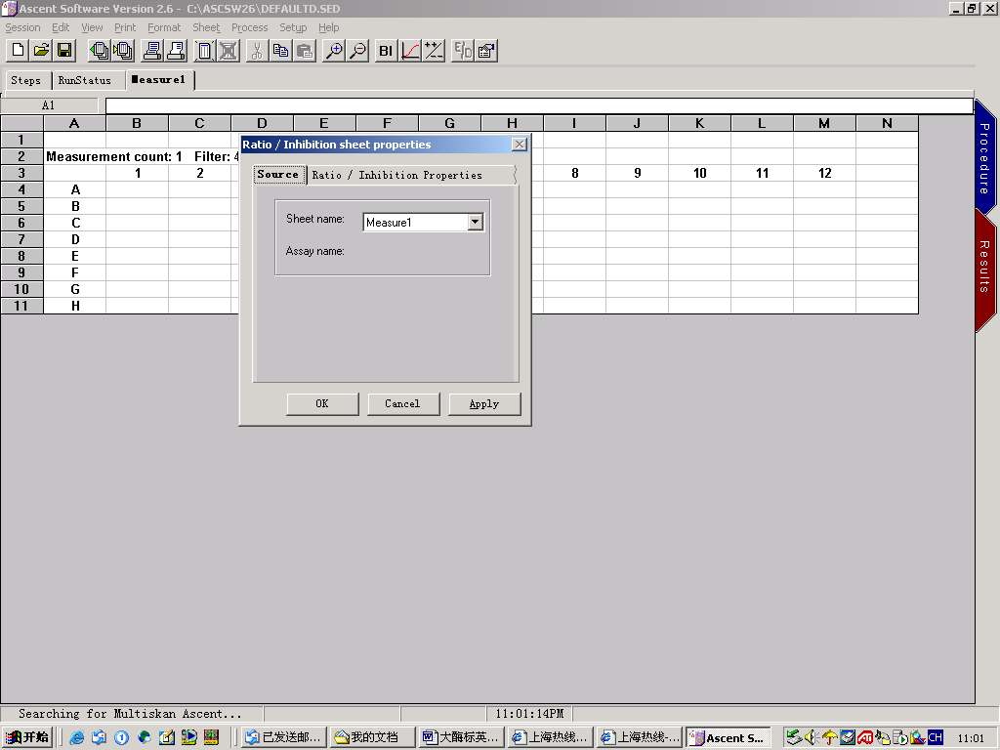 Ascent Software Version 2.6 - C:\ASCSW26\DEFAULTD.SED
Session Edit View Print Format Sheet Process Setup Help
BI
E/D
Steps RunStatus Measure1
A1
A B C D E F G H I J K L M N
1
2 Measurement count: 1 Filter: 4
3 1 2 8 9 10 11 12
4 A
5 B
6 C
7 D
8 E
9 F
10 G
11 H
Ratio / Inhibition sheet properties
Source Ratio / Inhibition Properties
Sheet name: Measure1
Assay name:
OK Cancel Apply
Procedure
Results
Searching for Multiskan Ascent... 11:01:14PM
开始 已发送邮... 我的文档 大酶标英... 上海热线... 上海热线-... Ascent S... CH 11:01